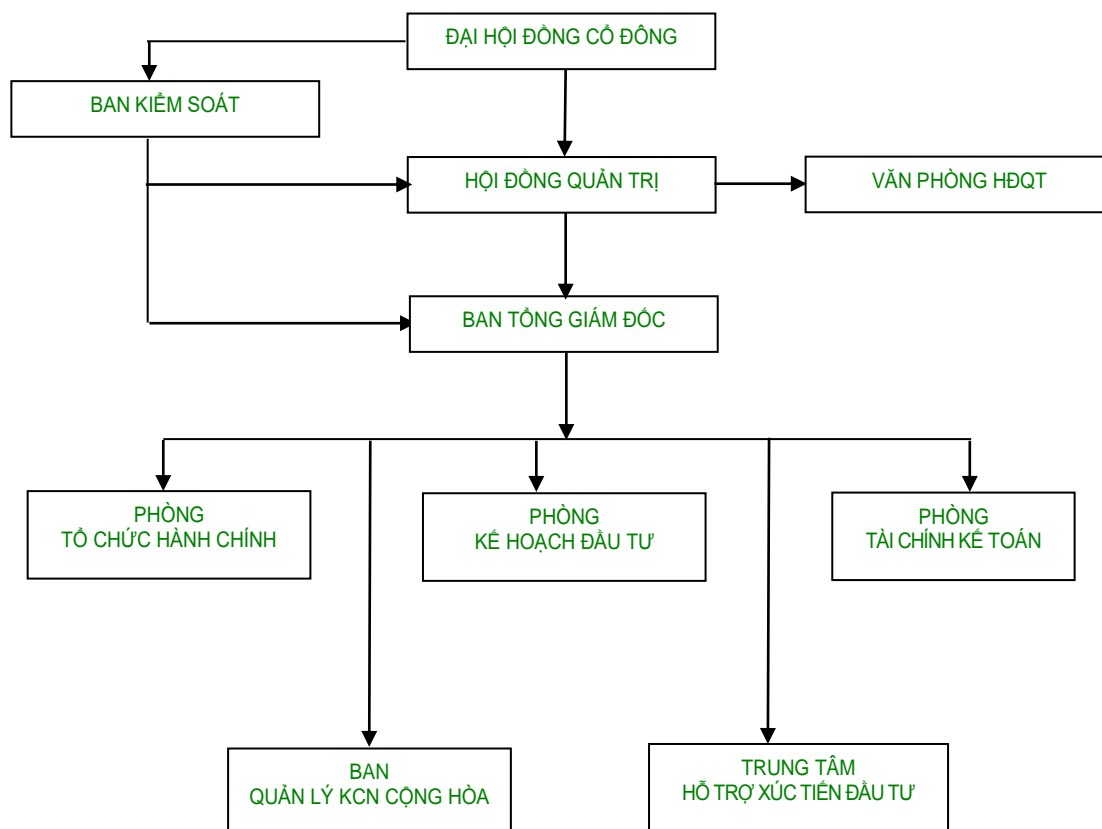 ĐẠI HỘI ĐỒNG CỔ ĐÔNG
BAN KIỂM SOÁT
HỘI ĐỒNG QUẢN TRỊ
VĂN PHÒNG HĐQT
BAN TỔNG GIÁM ĐỐC
PHÒNG
TỔ CHỨC HÀNH CHÍNH
PHÒNG
KẾ HOẠCH ĐẦU TƯ
PHÒNG
TÀI CHÍNH KẾ TOÁN
BAN
QUẢN LÝ KCN CỘNG HÒA
TRUNG TÂM
HỖ TRỢ XÚC TIẾN ĐẦU TƯ